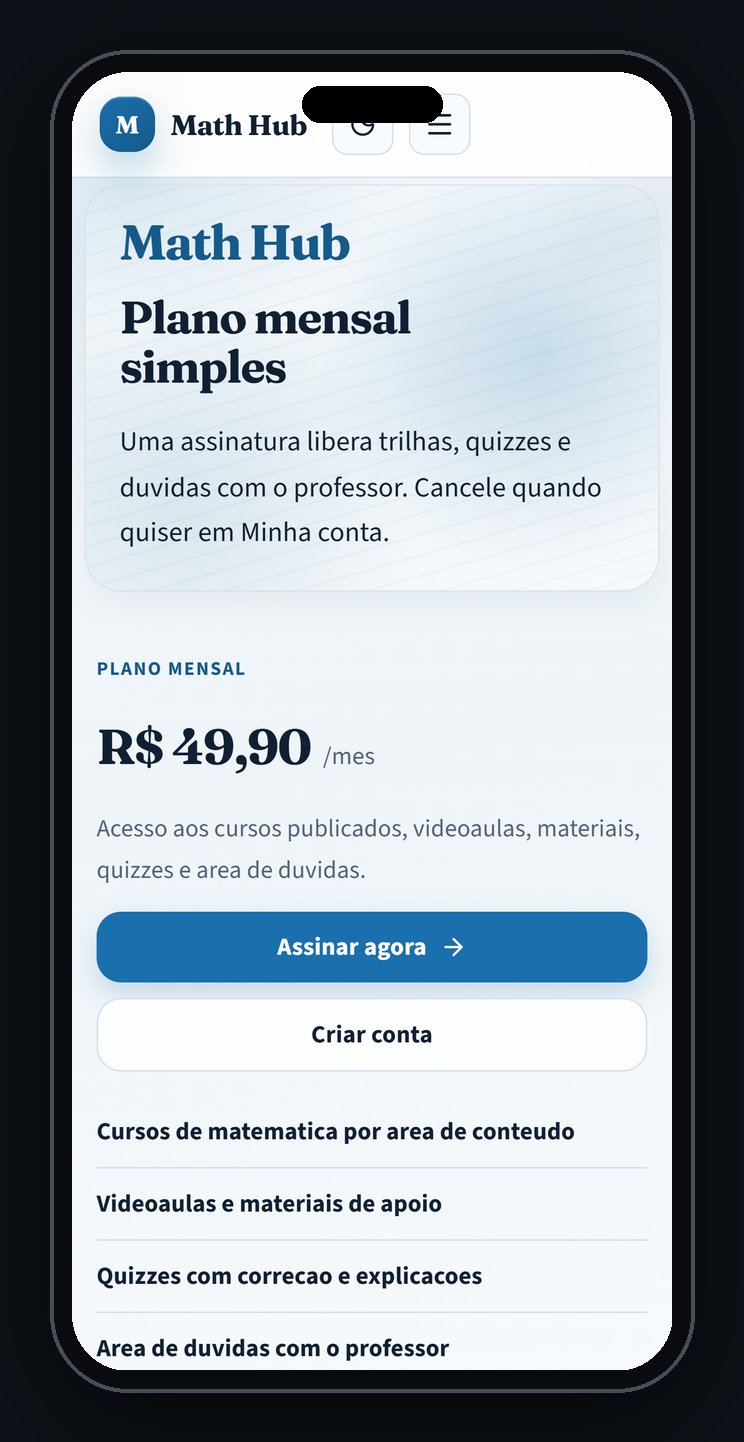 M
Math Hub
Math Hub
Plano mensal
simples
Uma assinatura libera trilhas, quizzes e
duvidas com o professor. Cancele quando
quiser em Minha conta.
PLANO MENSAL
R$ 49,90 /mes
Acesso aos cursos publicados, videoaulas, materiais,
quizzes e area de duvidas.
Assinar agora →
Criar conta
Cursos de matematica por area de conteudo
Videoaulas e materiais de apoio
Quizzes com correcao e explicacoes
Area de duvidas com o professor